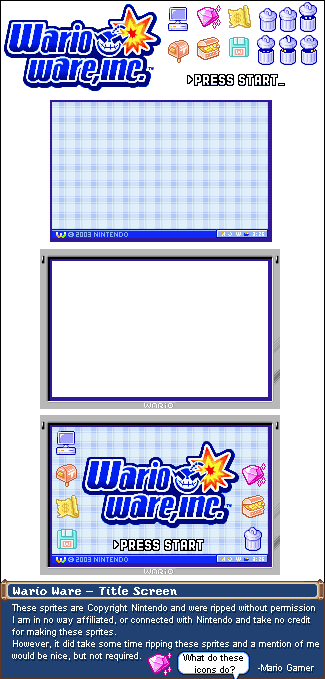 Wario
ware,inc.™
PRESS START_
© 2003 NINTENDO
WARIO
Wario
ware,inc.™
PRESS START
© 2003 NINTENDO
WARIO
Wario Ware - Title Screen
These sprites are Copyright Nintendo and were ripped without permission
I am in no way affiliated, or connected with Nintendo and take no credit
for making these sprites.
However, it did take some time ripping these sprites and a mention of me
would be nice, but not required.
What do these
icons do?
-Mario Gamer